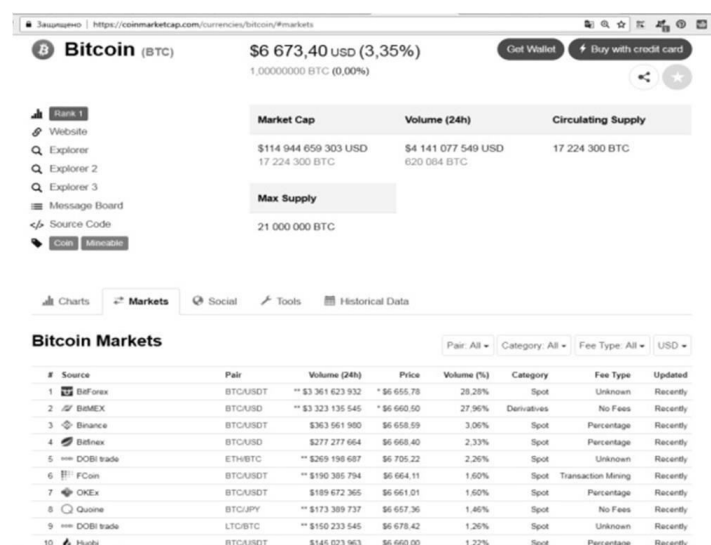 Защищено | https://coinmarketcap.com/currencies/bitcoin/#markets
Bitcoin (BTC)
$6 673,40 USD (3,35%)
Get Wallet
Buy with credit card
1,00000000 BTC (0,00%)
Rank 1
Website
Explorer
Explorer 2
Explorer 3
Message Board
Source Code
Coin Mineable
Market Cap Volume (24h) Circulating Supply
$114 944 659 303 USD $4 141 077 549 USD 17 224 300 BTC
17 224 300 BTC 620 084 BTC
Max Supply
21 000 000 BTC
Charts Markets Social Tools Historical Data
Bitcoin Markets
Pair: All Category: All Fee Type: All USD
# Source Pair Volume (24h) Price Volume (%) Category Fee Type Updated
1 BitForex BTC/USDT ** $3 361 623 932 * $6 655,78 28,28% Spot Unknown Recently
2 BitMEX BTC/USD ** $3 323 135 545 * $6 660,50 27,96% Derivatives No Fees Recently
3 Binance BTC/USDT $363 561 980 $6 658,59 3,06% Spot Percentage Recently
4 Bitfinex BTC/USD $277 277 664 $6 668,40 2,33% Spot Percentage Recently
5 DOBI trade ETH/BTC ** $269 198 687 $6 705,22 2,26% Spot Unknown Recently
6 FCoin BTC/USDT ** $190 385 794 $6 664,11 1,60% Spot Transaction Mining Recently
7 OKEx BTC/USDT $189 672 365 $6 661,01 1,60% Spot Percentage Recently
8 Quoine BTC/JPY ** $173 389 737 $6 657,36 1,46% Spot No Fees Recently
9 DOBI trade LTC/BTC ** $150 233 545 $6 678,42 1,26% Spot Unknown Recently
10 Huobi BTC/USDT $145 023 963 $6 660,00 1,22% Spot Percentage Recently